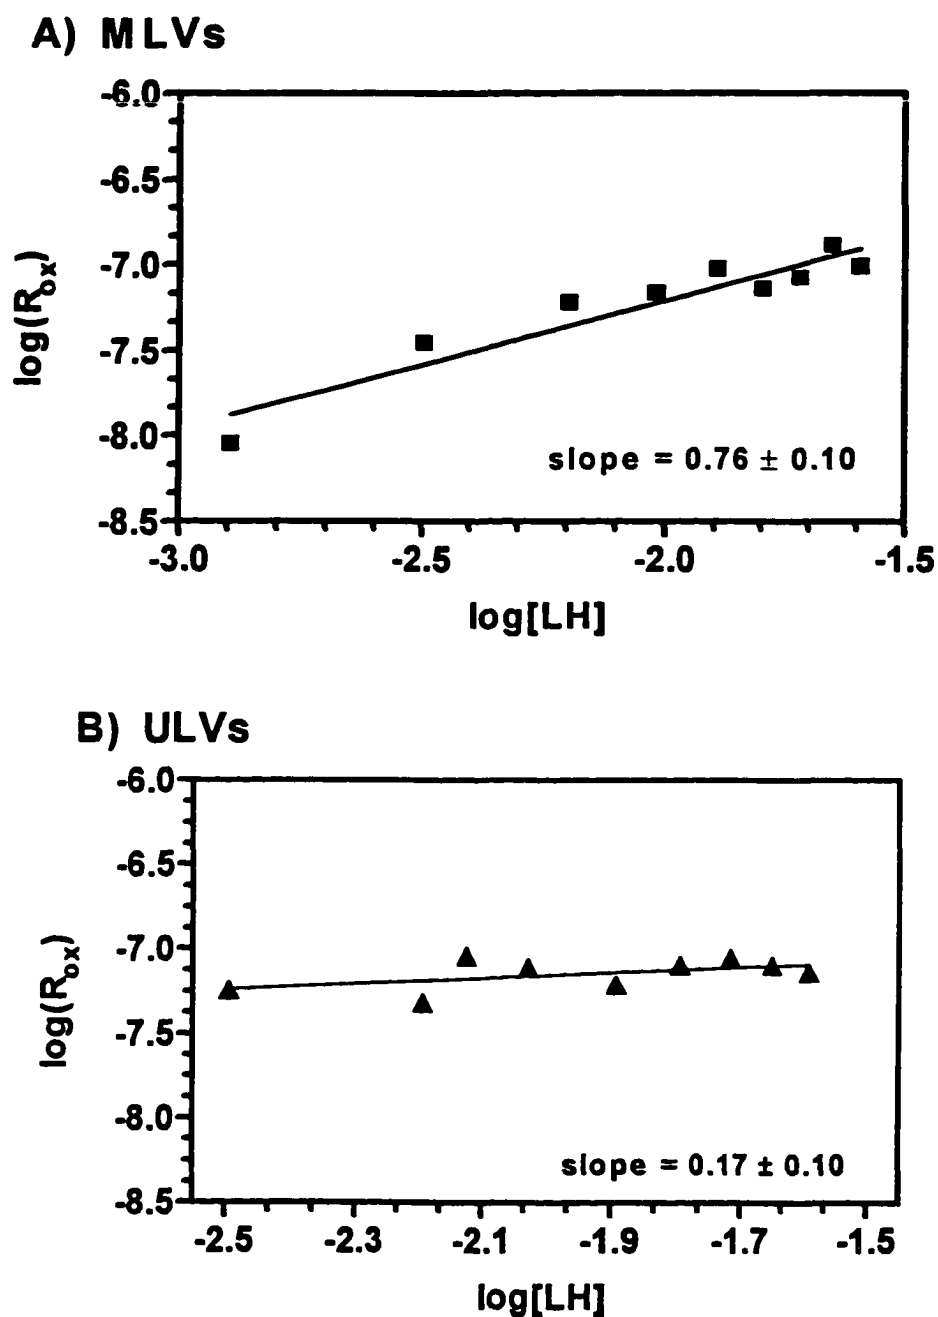 A) MLVs
-6.0
-6.5
-7.0
-7.5
-8.0
-8.5
log(Rox)
slope = 0.76 ± 0.10
-3.0 -2.5 -2.0 -1.5
log[LH]
B) ULVs
-6.0
-6.5
-7.0
-7.5
-8.0
-8.5
log(Rox)
slope = 0.17 ± 0.10
-2.5 -2.3 -2.1 -1.9 -1.7 -1.5
log[LH]